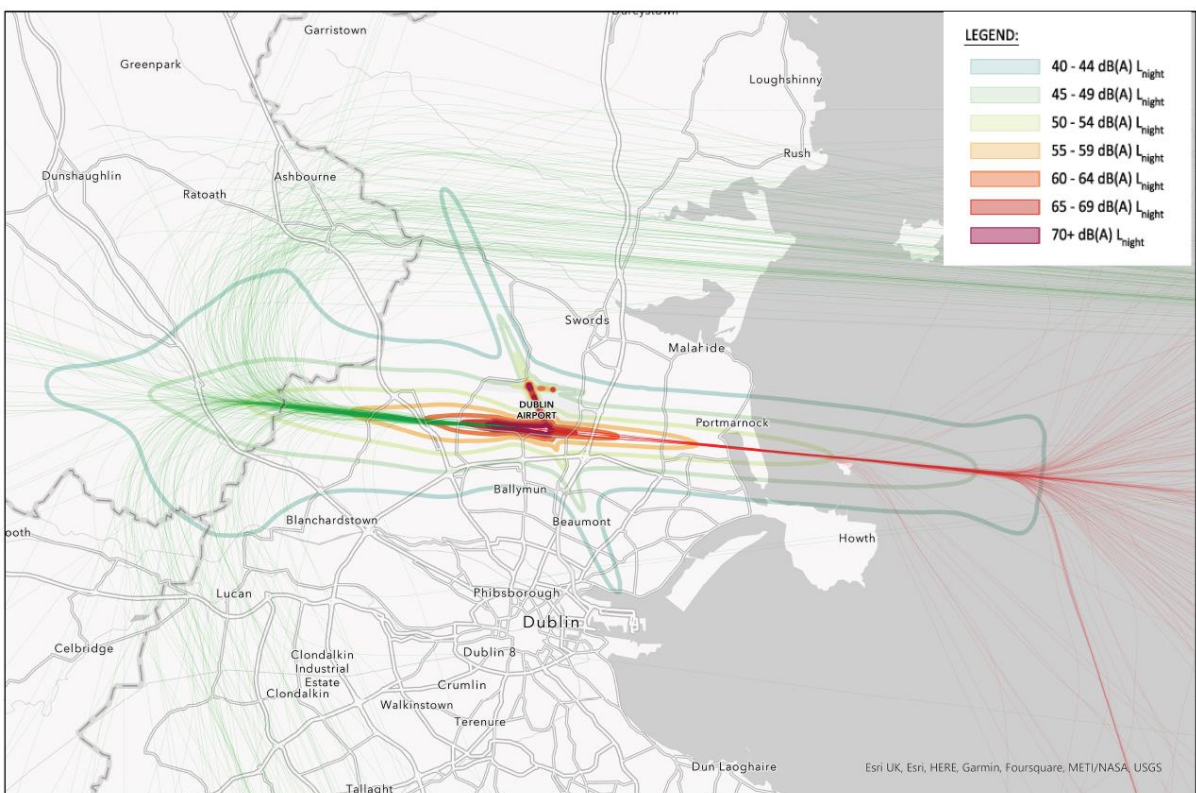 Garristown
Greenpark
LEGEND:
40 - 44 dB(A) Lnight
45 - 49 dB(A) Lnight
50 - 54 dB(A) Lnight
55 - 59 dB(A) Lnight
60 - 64 dB(A) Lnight
65 - 69 dB(A) Lnight
70+ dB(A) Lnight
Loughshinny
Rush
Dunshaughlin
Ashbourne
Ratoath
Swords
Malahide
DUBLIN
AIRPORT
Portmarnock
Ballymun
Blanchardstown
Beaumont
ooth
Howth
Lucan
Phibsborough
Dublin
Celbridge
Clondalkin
Industrial
Estate
Dublin 8
Clondalkin
Crumlin
Walkinstown
Terenure
Dun Laoghaire
Tallaght
Esri UK, Esri, HERE, Garmin, Foursquare, METI/NASA, USGS